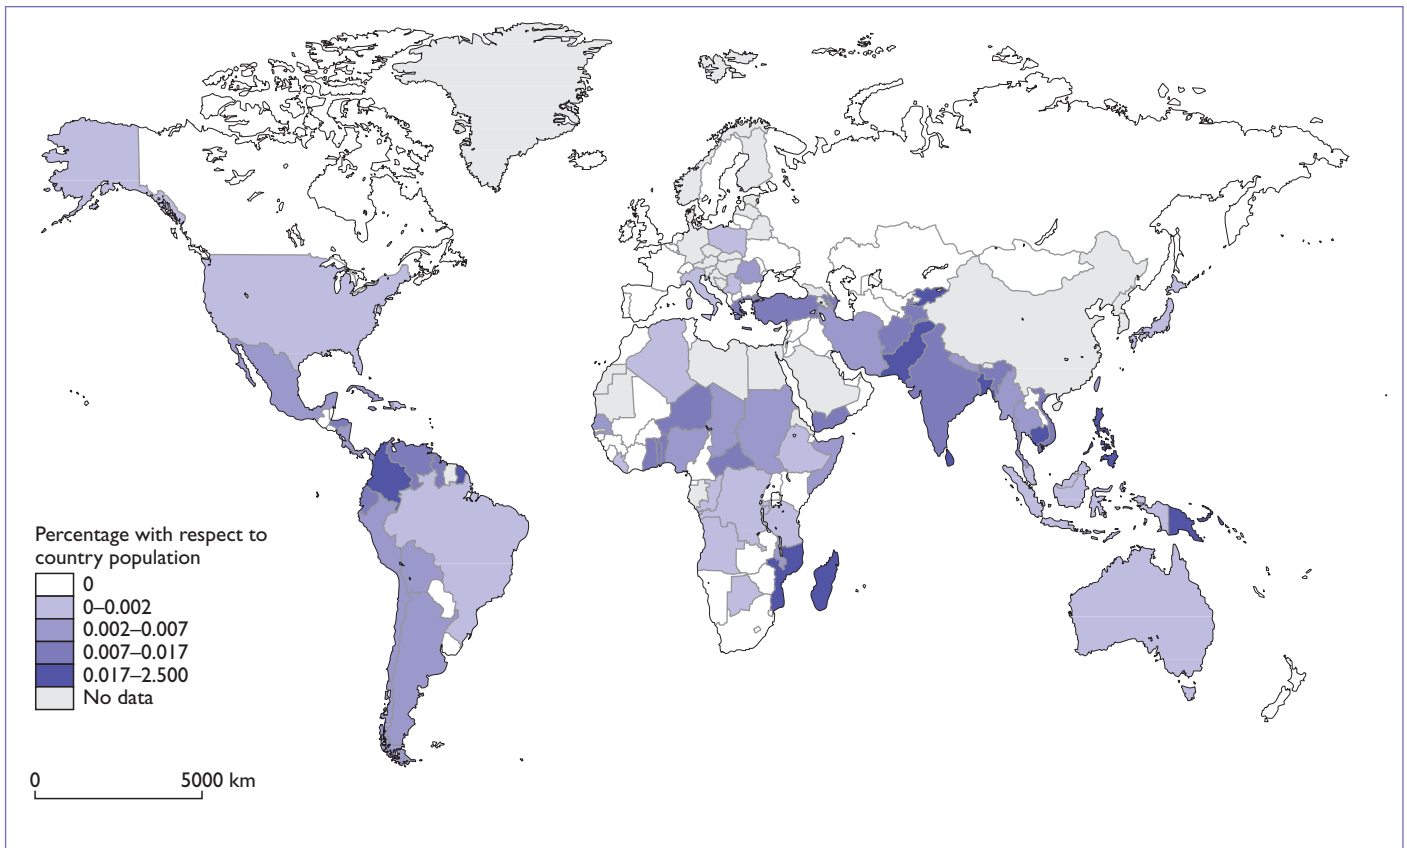 Percentage with respect to
country population
0
0–0.002
0.002–0.007
0.007–0.017
0.017–2.500
No data
0 5000 km